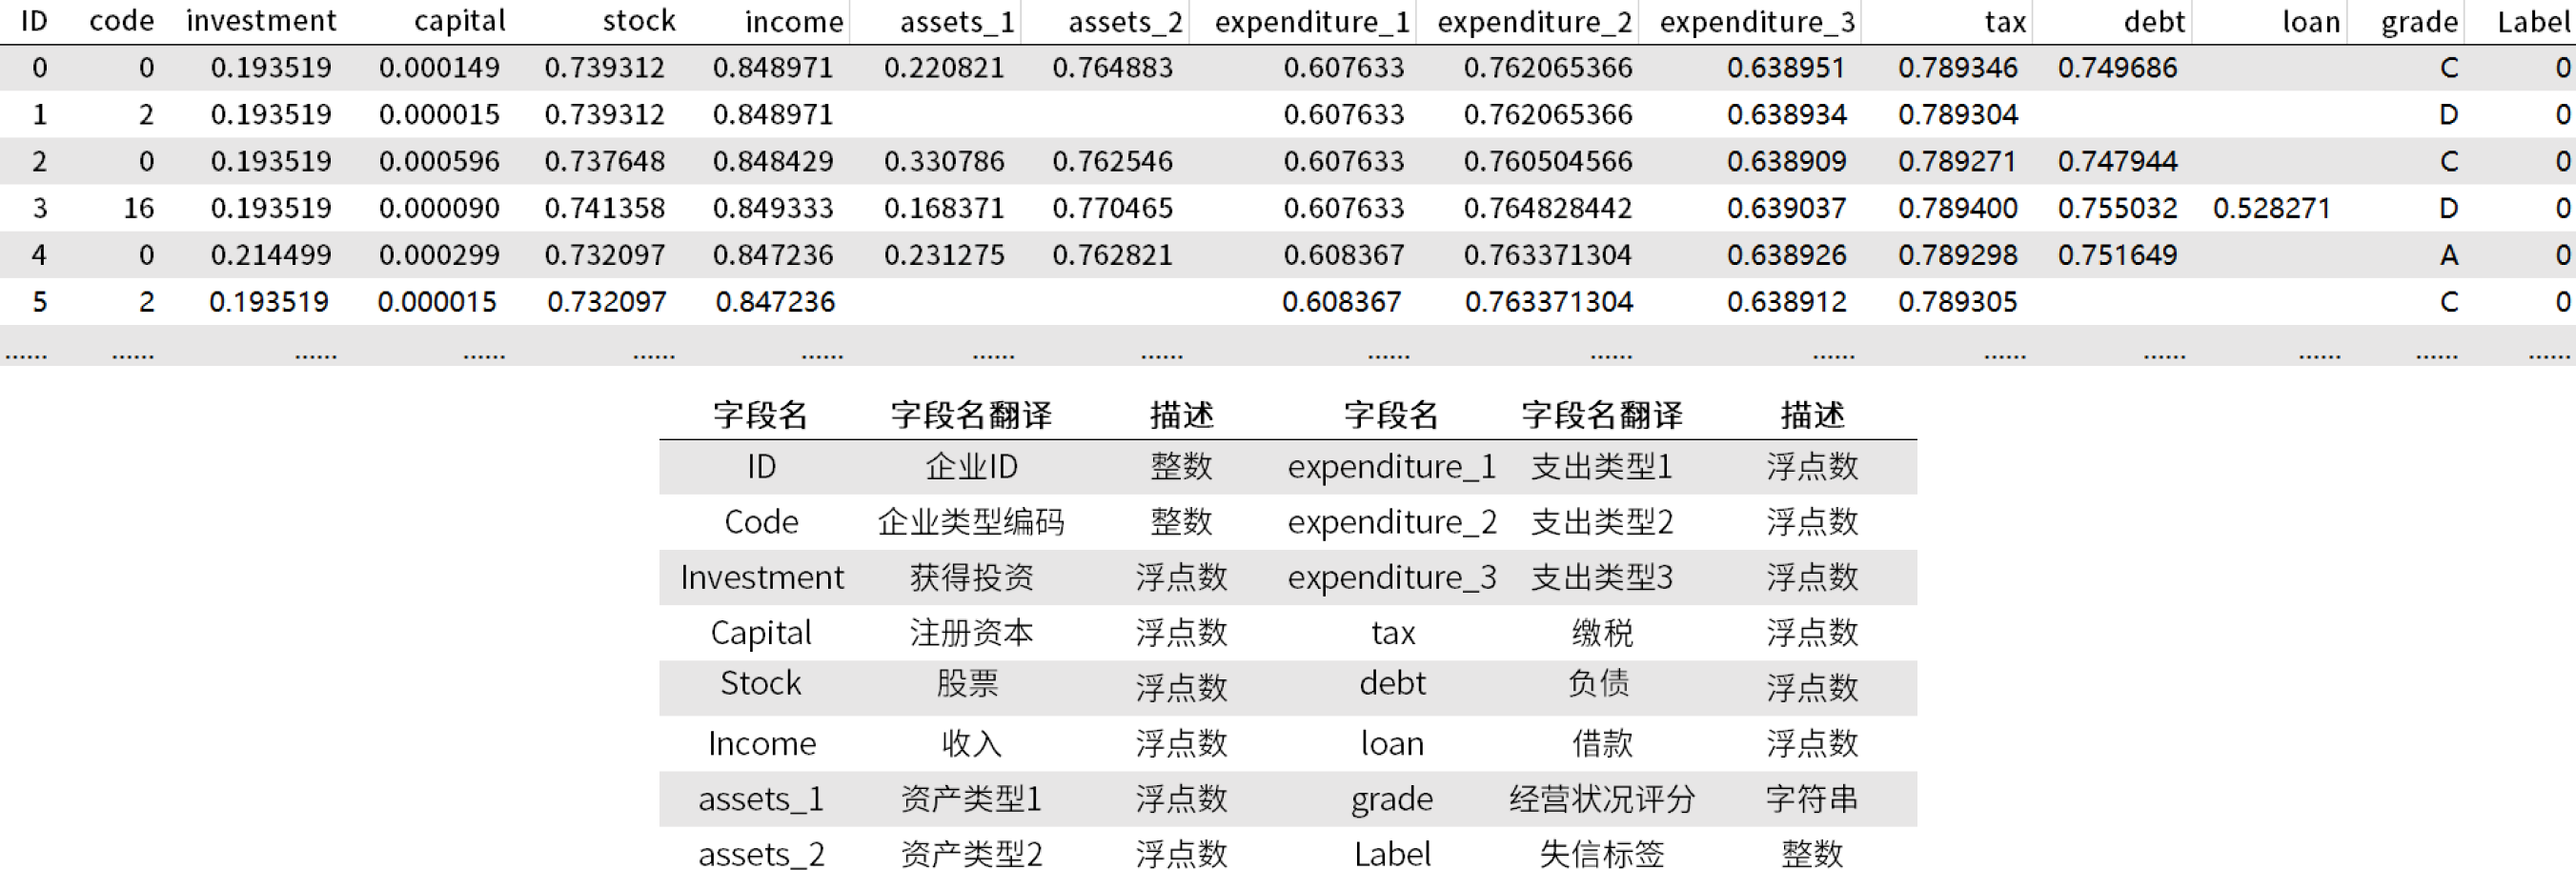 ID code investment capital stock income assets_1 assets_2 expenditure_1 expenditure_2 expenditure_3 tax debt loan grade Label
0 0 0.193519 0.000149 0.739312 0.848971 0.220821 0.764883 0.607633 0.762065366 0.638951 0.789346 0.749686 C 0
1 2 0.193519 0.000015 0.739312 0.848971 0.607633 0.762065366 0.638934 0.789304 D 0
2 0 0.193519 0.000596 0.737648 0.848429 0.330786 0.762546 0.607633 0.760504566 0.638909 0.789271 0.747944 C 0
3 16 0.193519 0.000090 0.741358 0.849333 0.168371 0.770465 0.607633 0.764828442 0.639037 0.789400 0.755032 0.528271 D 0
4 0 0.214499 0.000299 0.732097 0.847236 0.231275 0.762821 0.608367 0.763371304 0.638926 0.789298 0.751649 A 0
5 2 0.193519 0.000015 0.732097 0.847236 0.608367 0.763371304 0.638912 0.789305 C 0
...... ...... ...... ...... ...... ...... ...... ...... ...... ...... ...... ...... ...... ...... ...... ......
字段名 字段名翻译 描述 字段名 字段名翻译 描述
ID 企业ID 整数 expenditure_1 支出类型1 浮点数
Code 企业类型编码 整数 expenditure_2 支出类型2 浮点数
Investment 获得投资 浮点数 expenditure_3 支出类型3 浮点数
Capital 注册资本 浮点数 tax 缴税 浮点数
Stock 股票 浮点数 debt 负债 浮点数
Income 收入 浮点数 loan 借款 浮点数
assets_1 资产类型1 浮点数 grade 经营状况评分 字符串
assets_2 资产类型2 浮点数 Label 失信标签 整数